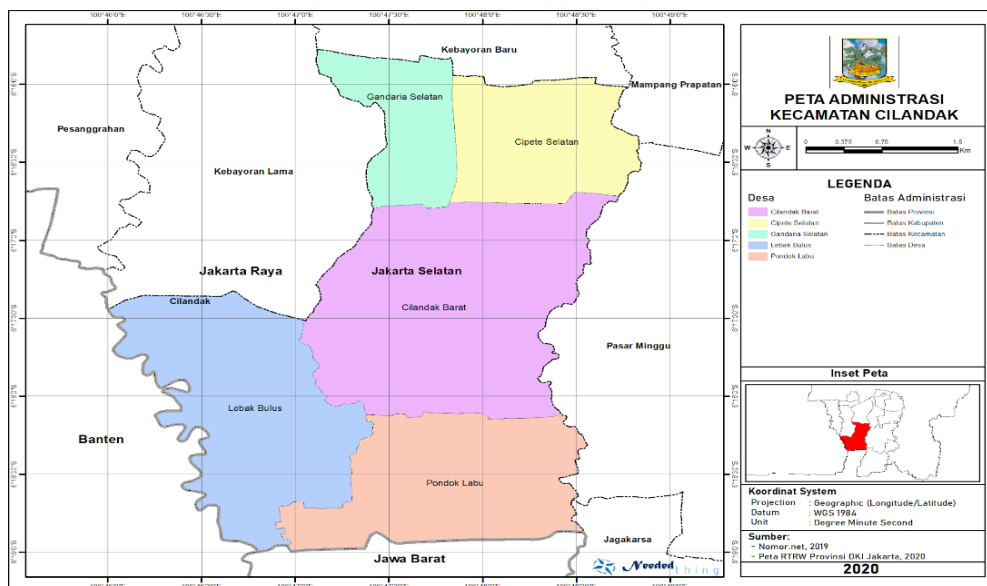 106°46'0"E
106°46'30"E
106°47'0"E
106°47'30"E
106°48'0"E
106°48'30"E
106°49'0"E
Kebayoran Baru
Mampang Prapatan
Gandaria Selatan
Pesanggrahan
Cipete Selatan
Kebayoran Lama
Jakarta Raya
Jakarta Selatan
Cilandak
Cilandak Barat
Pasar Minggu
Lebak Bulus
Banten
Pondok Labu
Jagakarsa
Jawa Barat
Needed
thing
PETA ADMINISTRASI
KECAMATAN CILANDAK
N
W E
S
0 0.375 0.75 1.5
Km
LEGENDA
Desa
Cilandak Barat
Cipete Selatan
Gandaria Selatan
Lebak Bulus
Pondok Labu
Batas Administrasi
Batas Provinsi
Batas Kabupaten
Batas Kecamatan
Batas Desa
Inset Peta
Koordinat System
Projection : Geographic (Longitude/Latitude)
Datum : WGS 1984
Unit : Degree Minute Second
Sumber:
- Nomor.net, 2019
- Peta RTRW Provinsi DKI Jakarta, 2020
2020